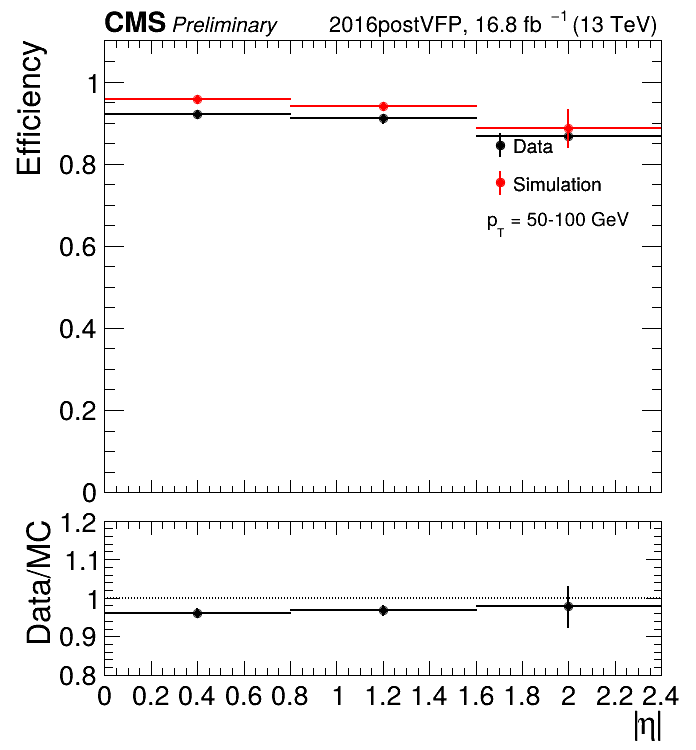 CMS Preliminary 2016postVFP, 16.8 fb⁻¹ (13 TeV)
Efficiency
1
0.8
0.6
0.4
0.2
0
Data
Simulation
p_T = 50-100 GeV
Data/MC
1.2
1.1
1
0.9
0.8
0 0.2 0.4 0.6 0.8 1 1.2 1.4 1.6 1.8 2 2.2 2.4
|η|